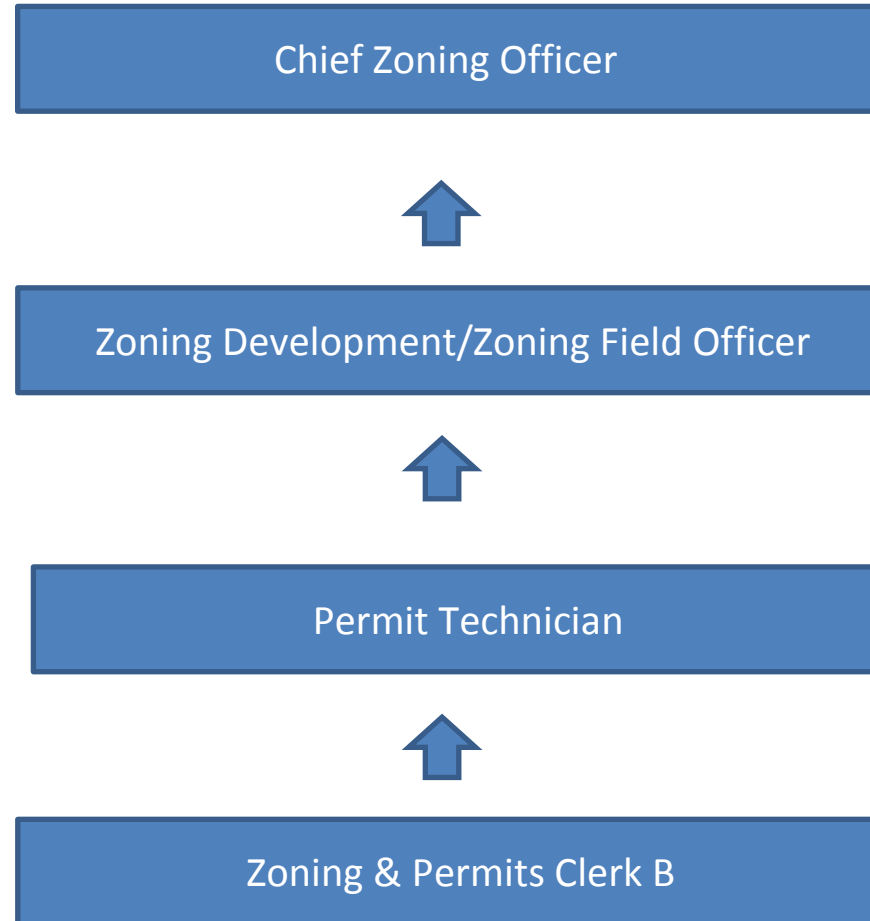 Chief Zoning Officer
Zoning Development/Zoning Field Officer
Permit Technician
Zoning & Permits Clerk B